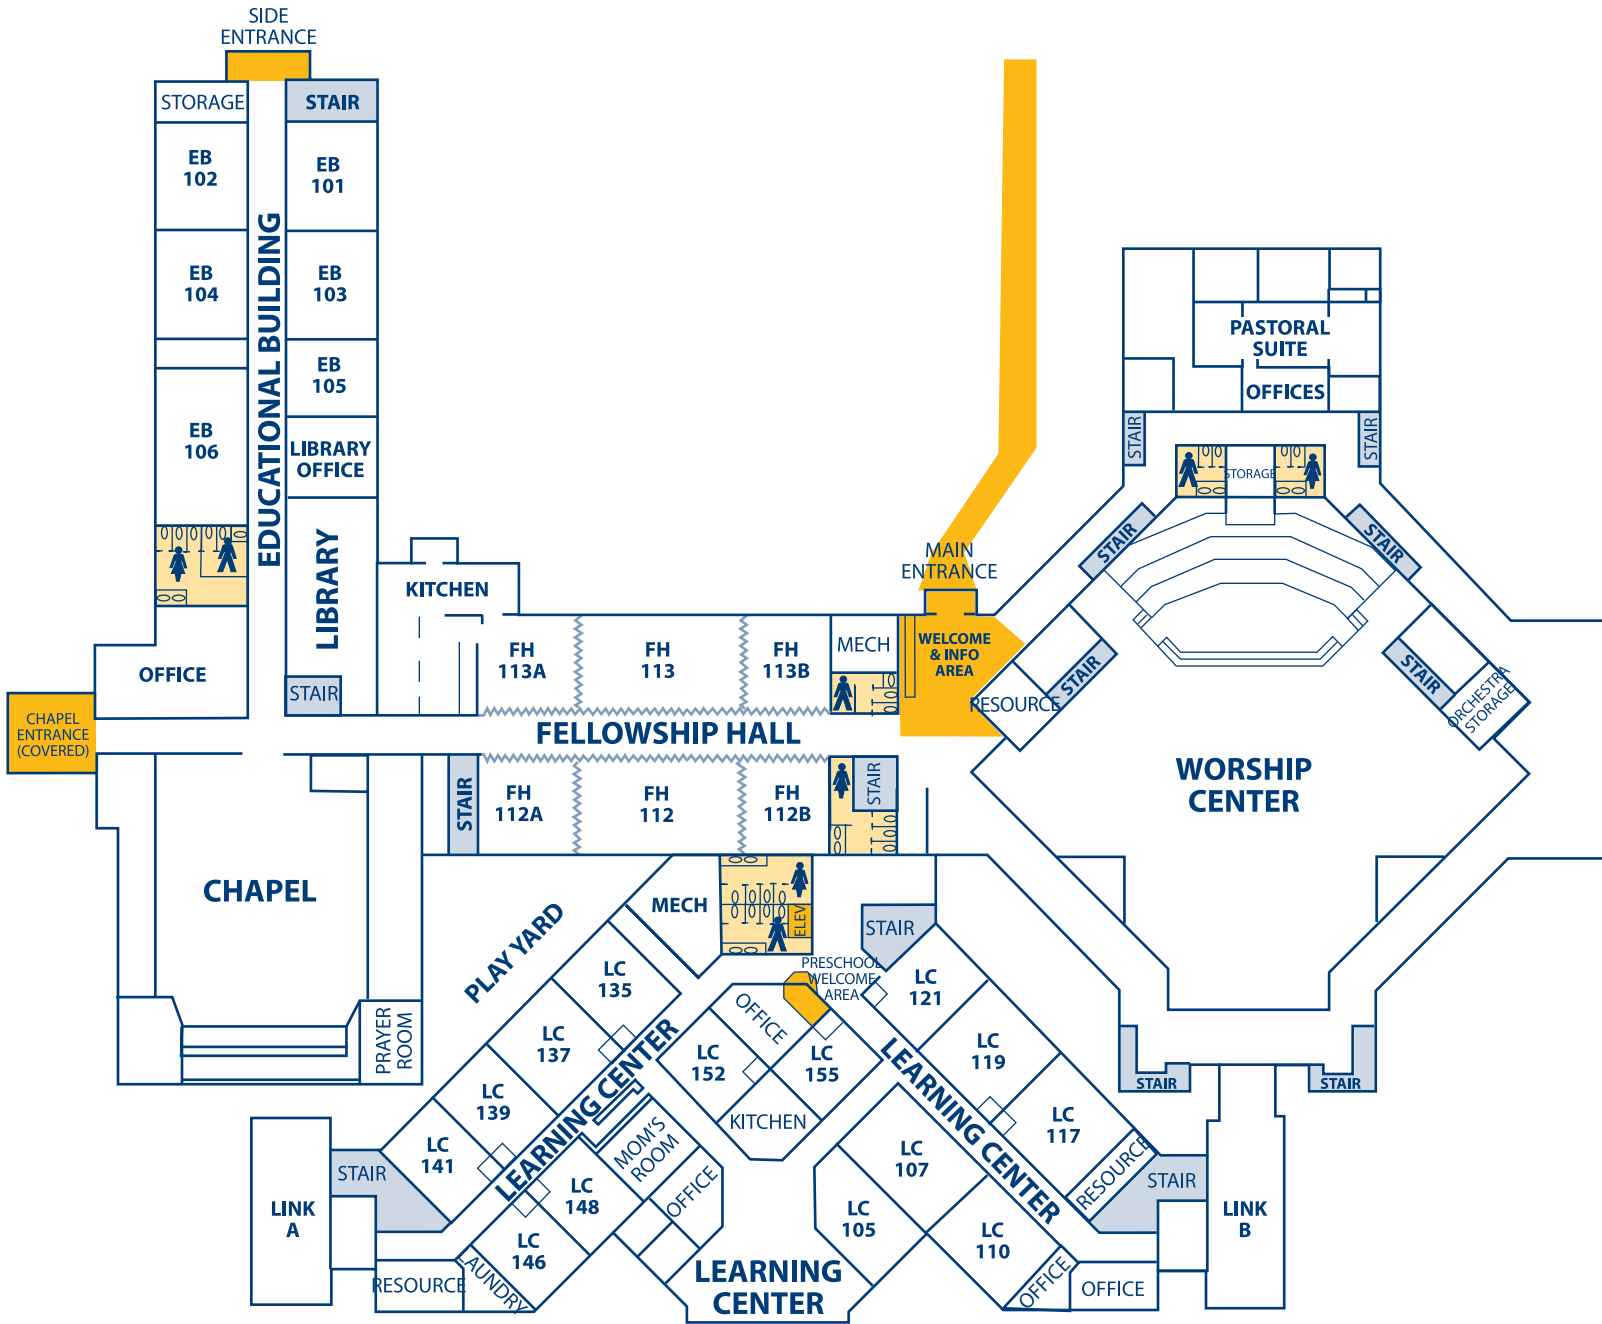 SIDE
ENTRANCE
STORAGE
STAIR
EB
102
EB
101
EB
104
EB
103
EB
105
EB
106
LIBRARY
OFFICE
EDUCATIONAL BUILDING
LIBRARY
OFFICE
STAIR
KITCHEN
CHAPEL
ENTRANCE
(COVERED)
FH
113A
FH
113
FH
113B
MECH
MAIN
ENTRANCE
WELCOME
& INFO
AREA
FELLOWSHIP HALL
STAIR
FH
112A
FH
112
FH
112B
STAIR
PASTORAL
SUITE
OFFICES
STAIR
STAIR
STORAGE
STAIR
STAIR
RESOURCE
STAIR
STAIR
ORCHESTRA
STORAGE
WORSHIP
CENTER
CHAPEL
PRAYER
ROOM
PLAY YARD
MECH
ELEV
STAIR
PRESCHOOL
WELCOME
AREA
LC
135
LC
137
LC
139
LC
141
LEARNING CENTER
OFFICE
LC
152
LC
155
KITCHEN
LC
121
LC
119
LC
117
LEARNING CENTER
RESOURCE
STAIR
STAIR
STAIR
MOM'S
ROOM
OFFICE
LC
148
LC
146
LAUNDRY
RESOURCE
STAIR
LINK
A
LC
107
LC
105
LC
110
OFFICE
OFFICE
LINK
B
LEARNING
CENTER